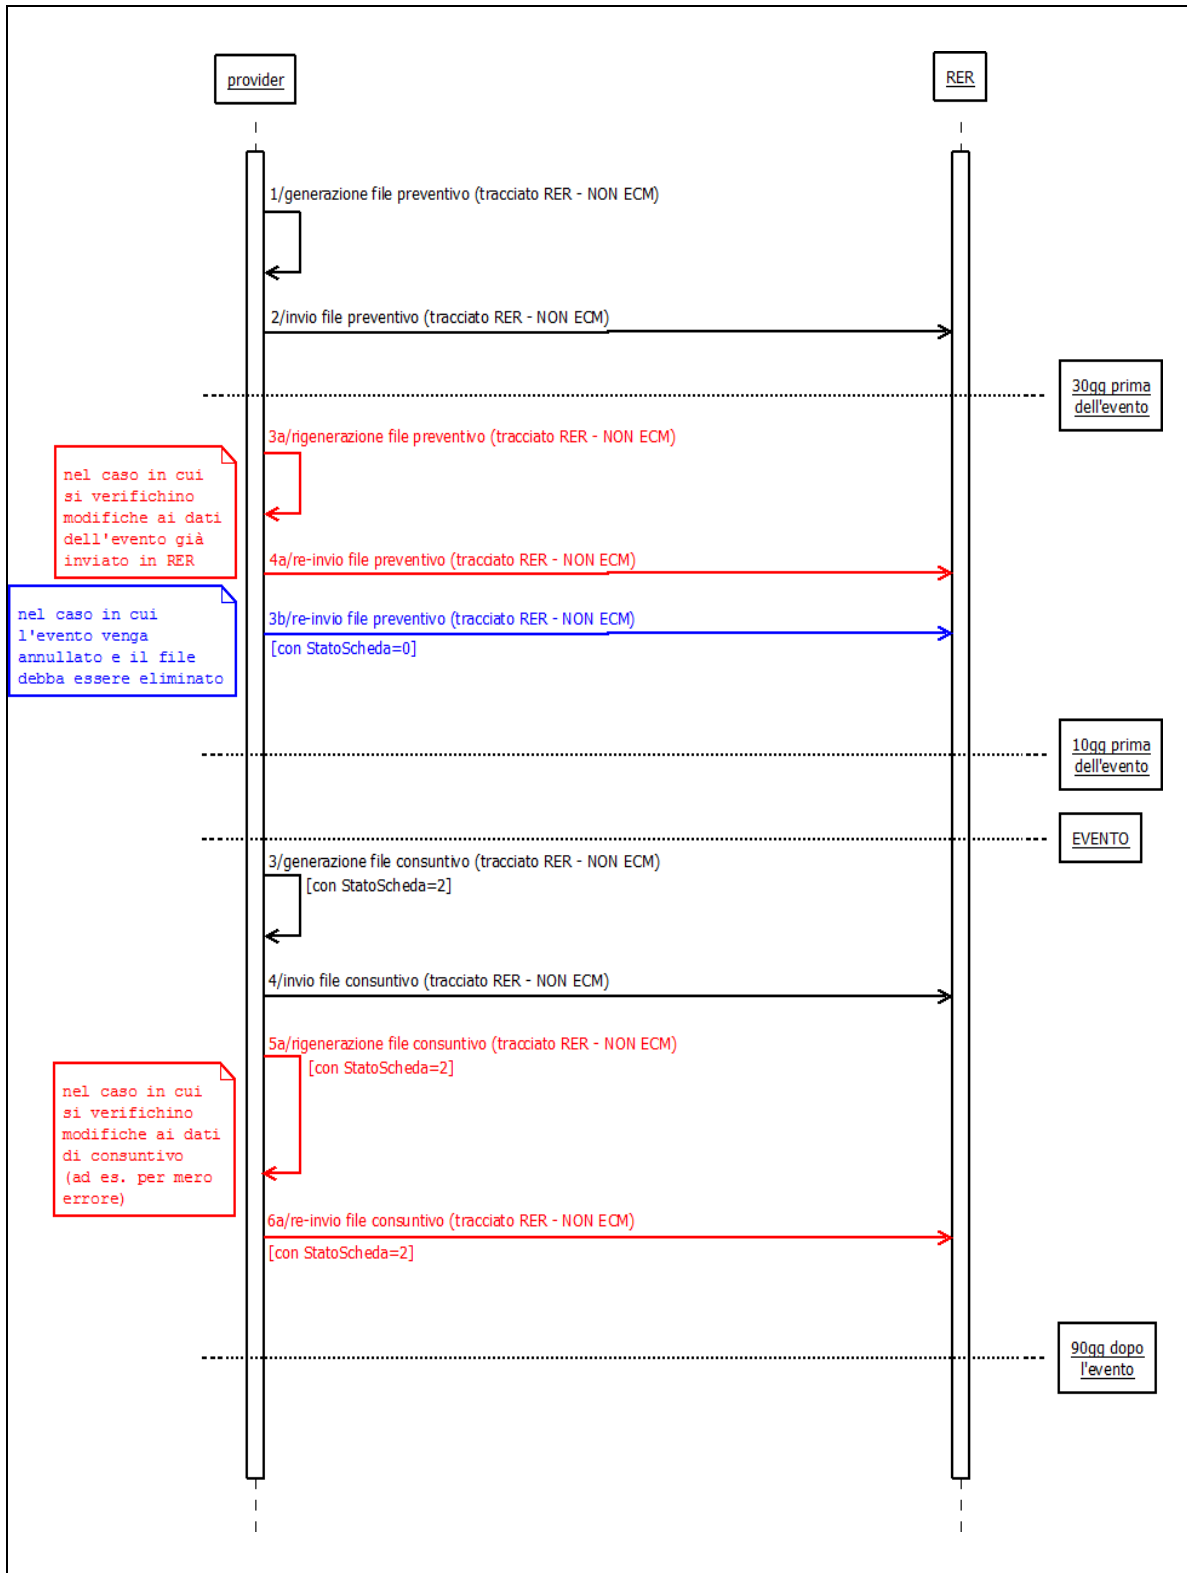 provider
RER
1/generazione file preventivo (tracciato RER - NON ECM)
2/invio file preventivo (tracciato RER - NON ECM)
30gg prima
dell'evento
3a/rigenerazione file preventivo (tracciato RER - NON ECM)
nel caso in cui
si verifichino
modifiche ai dati
dell'evento già
inviato in RER
4a/re-invio file preventivo (tracciato RER - NON ECM)
nel caso in cui
l'evento venga
annullato e il file
debba essere eliminato
3b/re-invio file preventivo (tracciato RER - NON ECM)
[con StatoScheda=0]
10gg prima
dell'evento
EVENTO
3/generazione file consuntivo (tracciato RER - NON ECM)
[con StatoScheda=2]
4/invio file consuntivo (tracciato RER - NON ECM)
5a/rigenerazione file consuntivo (tracciato RER - NON ECM)
[con StatoScheda=2]
nel caso in cui
si verifichino
modifiche ai dati
di consuntivo
(ad es. per mero
errore)
6a/re-invio file consuntivo (tracciato RER - NON ECM)
[con StatoScheda=2]
90gg dopo
l'evento